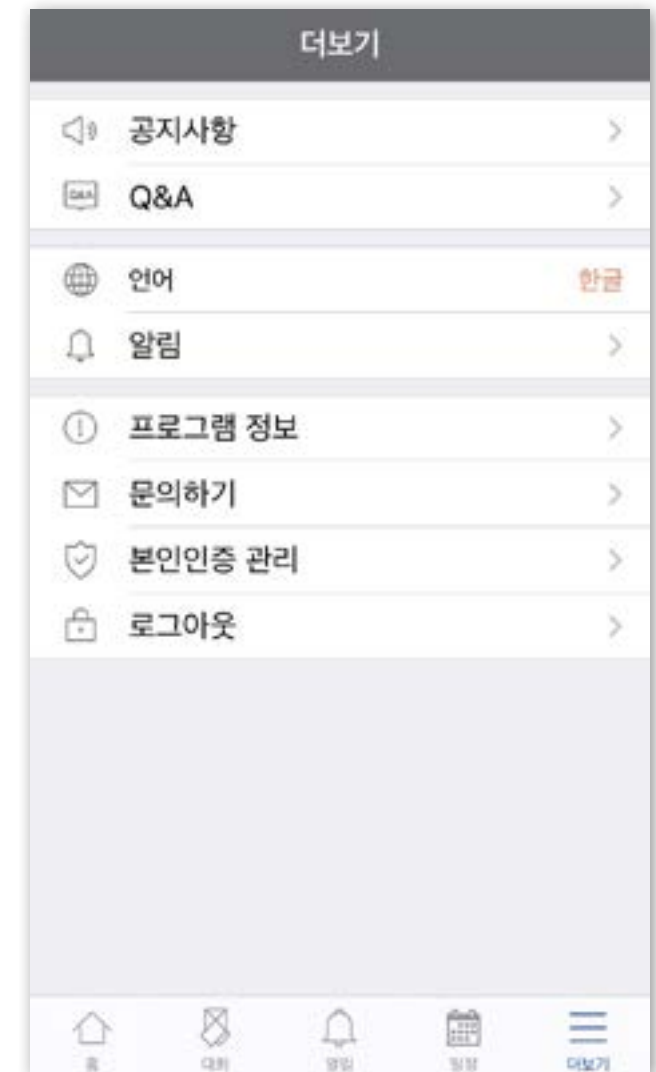 더보기
공지사항
Q&A
언어
한글
알림
프로그램 정보
문의하기
본인인증 관리
로그아웃
홈
알림
일정
더보기